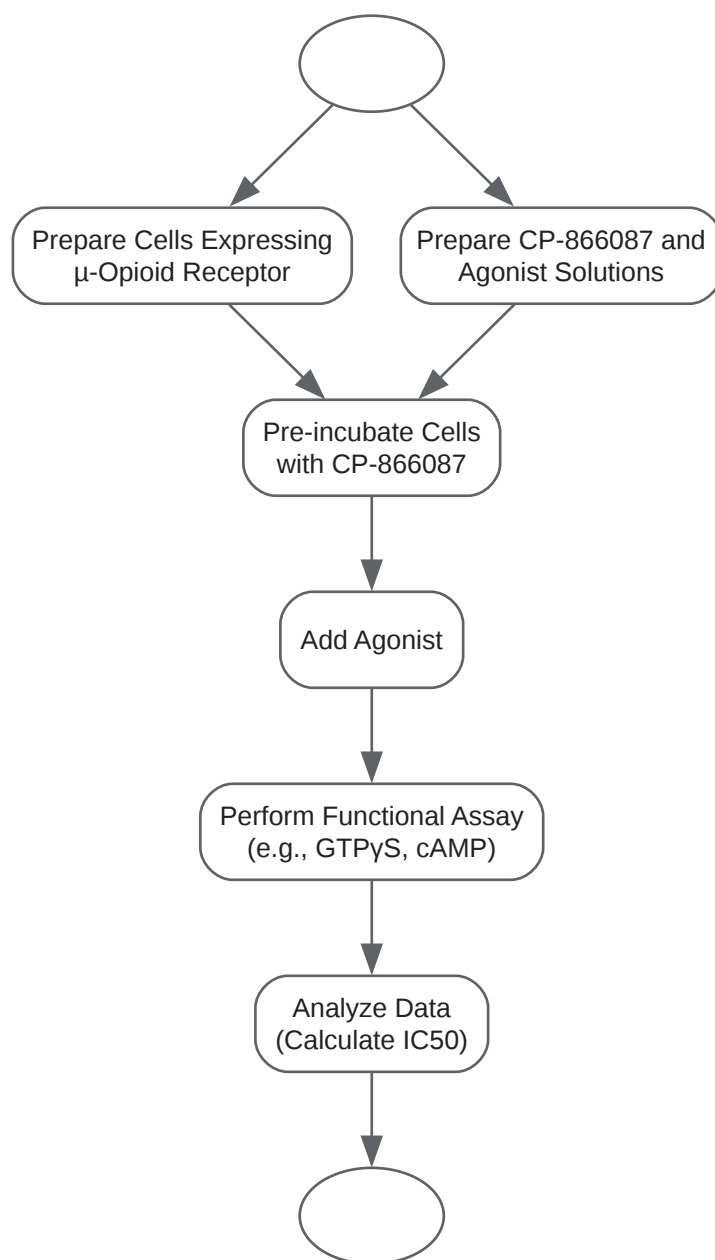 Prepare Cells Expressing
µ-Opioid Receptor
Prepare CP-866087 and
Agonist Solutions
Pre-incubate Cells
with CP-866087
Add Agonist
Perform Functional Assay
(e.g., GTPγS, cAMP)
Analyze Data
(Calculate IC50)